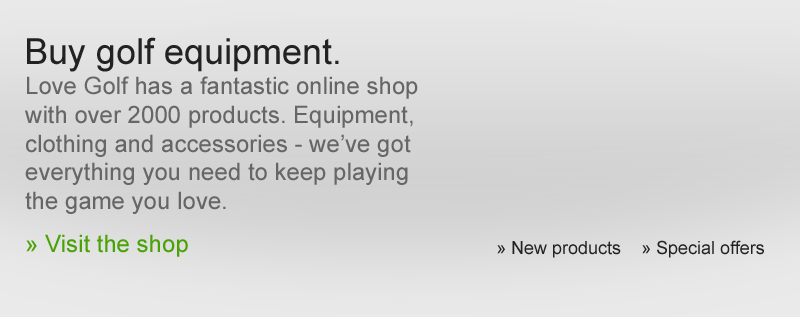 Buy golf equipment.
Love Golf has a fantastic online shop
with over 2000 products. Equipment,
clothing and accessories - we’ve got
everything you need to keep playing
the game you love.
» Visit the shop
» New products » Special offers